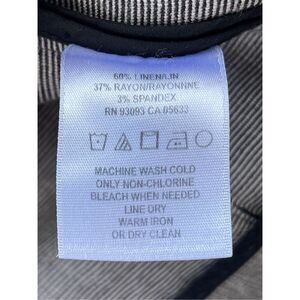 60% LINEN/LIN
37% RAYON/RAYONNE
3% SPANDEX
RN 93093 CA 05633
MACHINE WASH COLD
ONLY NON-CHLORINE
BLEACH WHEN NEEDED
LINE DRY
WARM IRON
OR DRY CLEAN